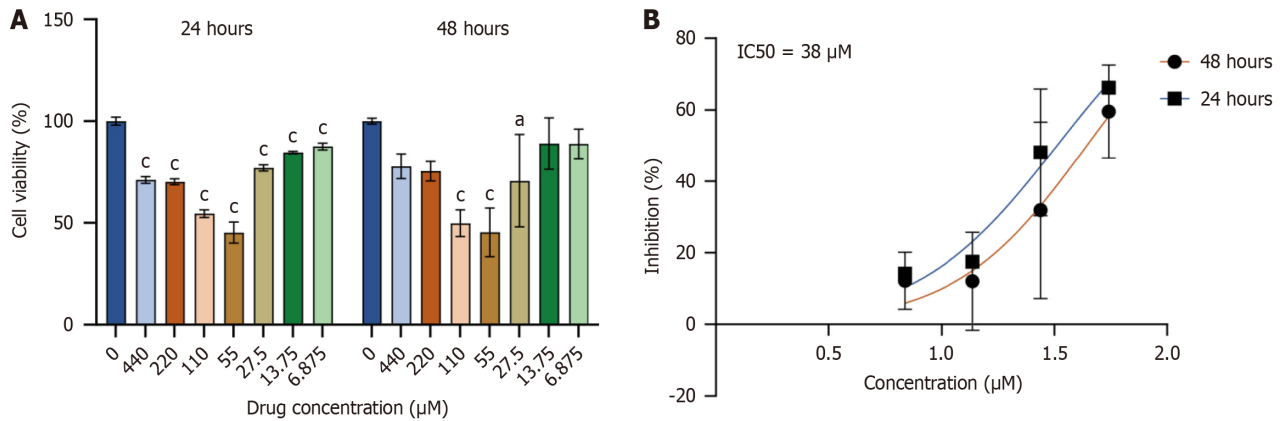 A
24 hours
48 hours
Cell viability (%)
150
100
50
0
c
c
c
c
c
c
c
c
c
a
0
440
220
110
55
27.5
13.75
6.875
0
440
220
110
55
27.5
13.75
6.875
Drug concentration (µM)
B
IC50 = 38 µM
48 hours
24 hours
Inhibition (%)
80
60
40
20
0
-20
0.5
1.0
1.5
2.0
Concentration (µM)